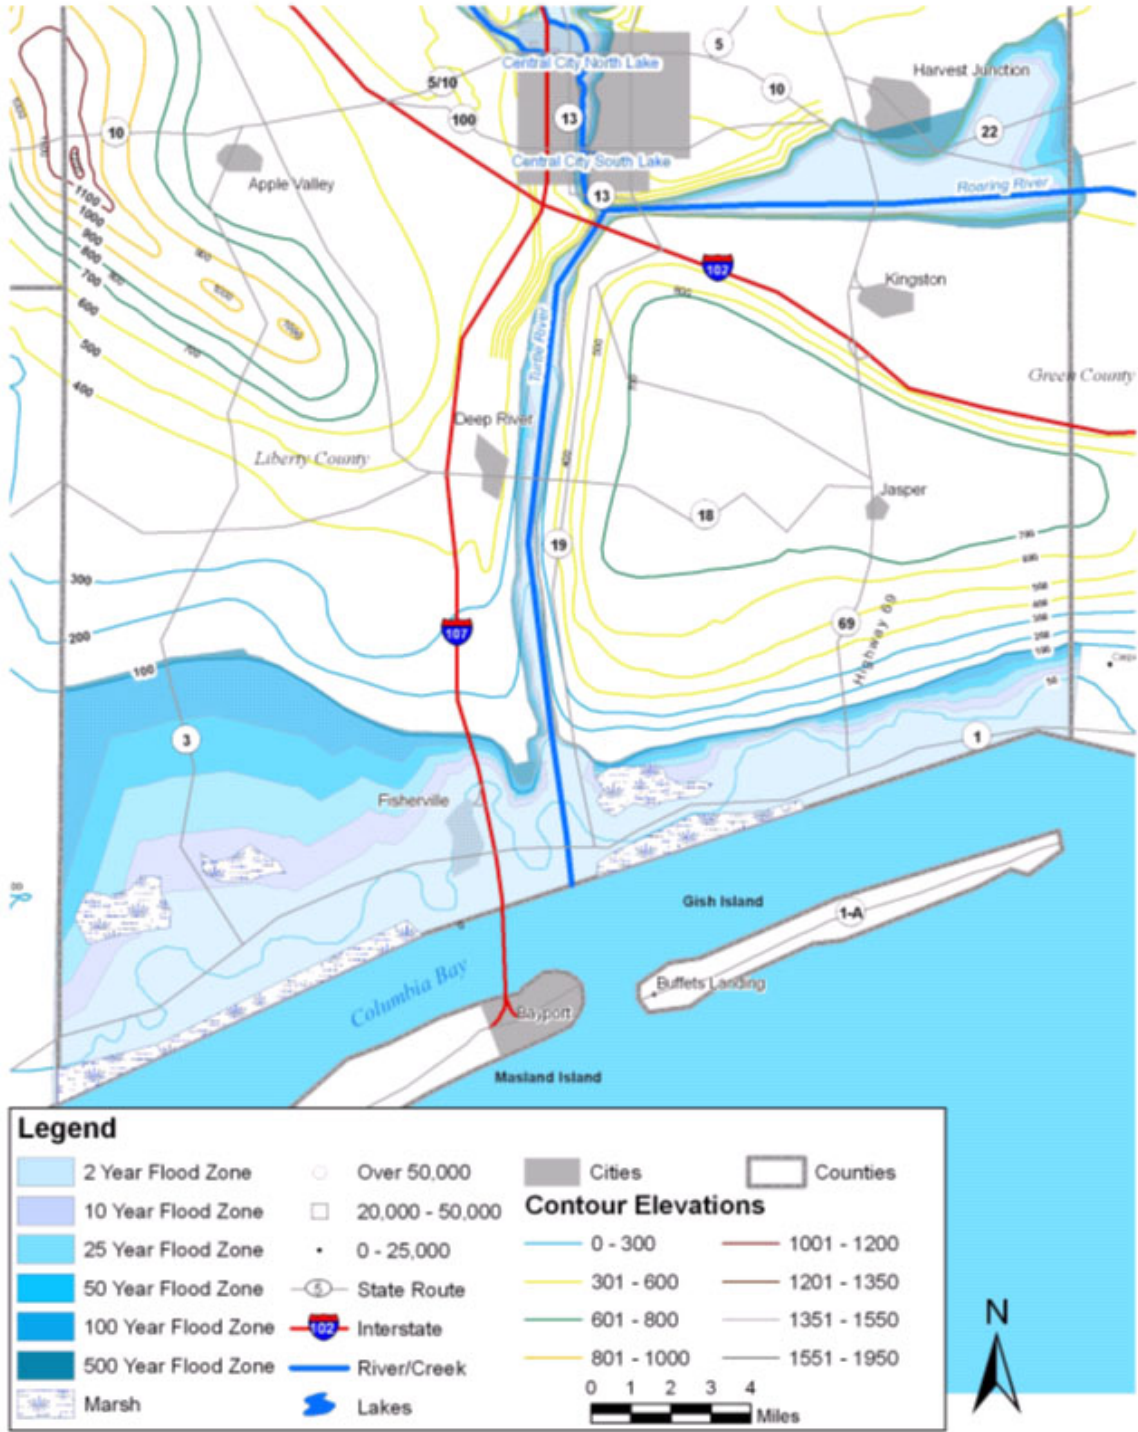 5
Central City North Lake
Harvest Junction
5/10
10
100
13
10
22
Central City South Lake
Apple Valley
Roaring River
13
1100
1000
900
800
700
600
500
400
102
Kingston
Turtle River
Green County
Deep River
Liberty County
Jasper
18
19
300
200
100
107
69
Highway 69
3
1
Fisherville
Gish Island
1-A
Columbia Bay
Buffets Landing
Bayport
Masland Island
Legend
2 Year Flood Zone
10 Year Flood Zone
25 Year Flood Zone
50 Year Flood Zone
100 Year Flood Zone
500 Year Flood Zone
Marsh
Over 50,000
20,000 - 50,000
0 - 25,000
5 State Route
102 Interstate
River/Creek
Lakes
Cities
Counties
Contour Elevations
0 - 300
301 - 600
601 - 800
801 - 1000
1001 - 1200
1201 - 1350
1351 - 1550
1551 - 1950
0 1 2 3 4
Miles
N